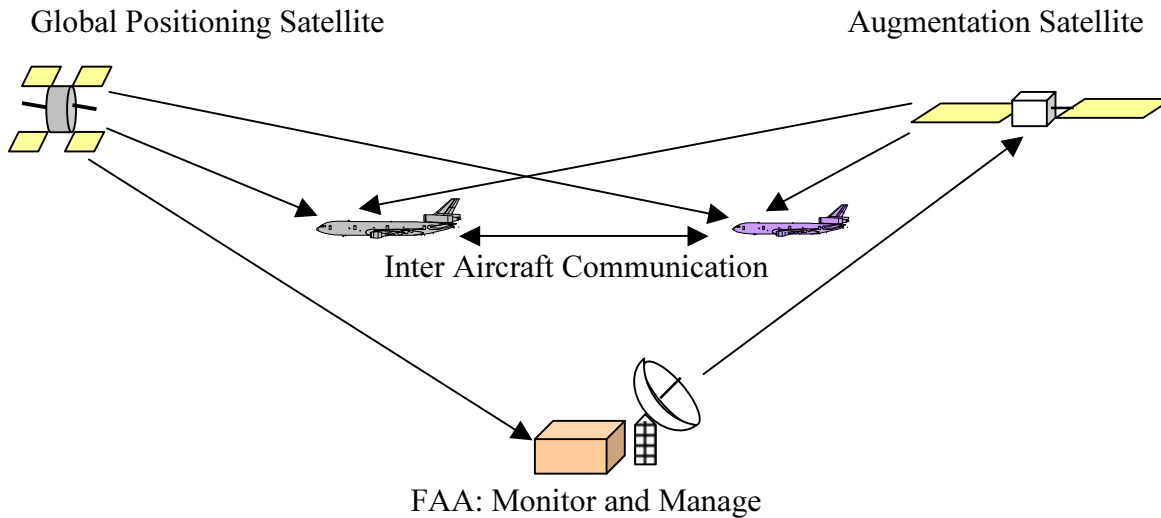 Global Positioning Satellite
Augmentation Satellite
Inter Aircraft Communication
FAA: Monitor and Manage